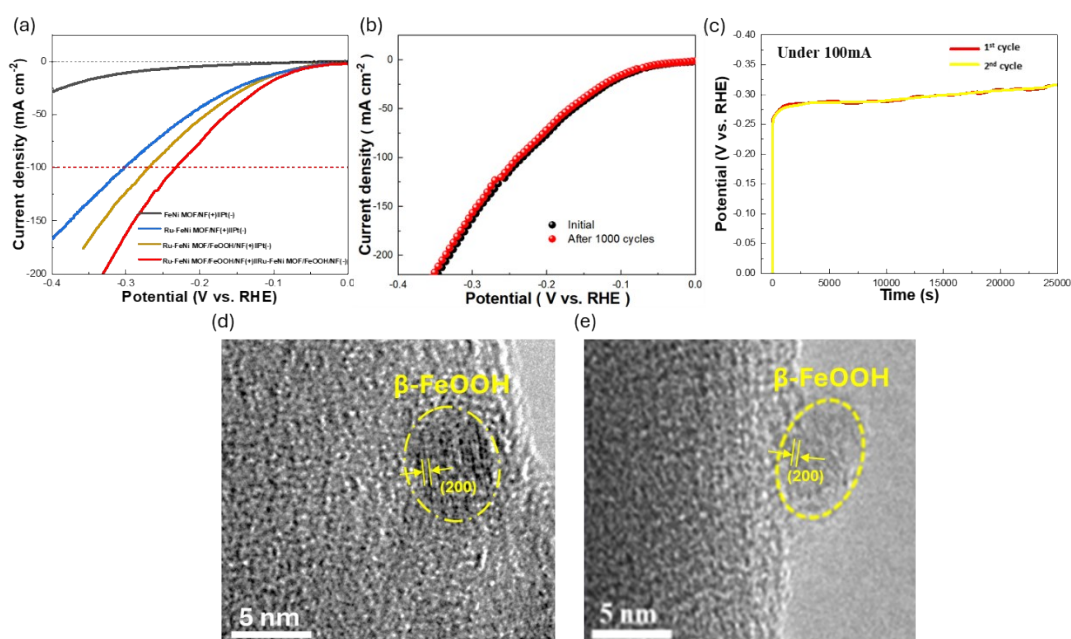 (a)
0
-50
-100
-150
-200
-0.4
-0.3
-0.2
-0.1
0.0
Current density (mA cm⁻²)
Potential (V vs. RHE)
FeNi MOF/NF(+)IIPt(-)
Ru-FeNi MOF/NF(+)IIPt(-)
Ru-FeNi MOF/FeOOH/NF(+)IIPt(-)
Ru-FeNi MOF/FeOOH/NF(+)IIRu-FeNi MOF/FeOOH/NF(-)
(b)
0
-50
-100
-150
-200
-0.4
-0.3
-0.2
-0.1
0.0
Current density ( mA cm⁻²)
Potential ( V vs. RHE )
Initial
After 1000 cycles
(c)
-0.40
-0.35
-0.30
-0.25
-0.20
-0.15
-0.10
-0.05
0.00
0
5000
10000
15000
20000
25000
Potential (V vs. RHE)
Time (s)
Under 100mA
1st cycle
2nd cycle
(d)
β-FeOOH
(200)
5 nm
(e)
β-FeOOH
(200)
5 nm